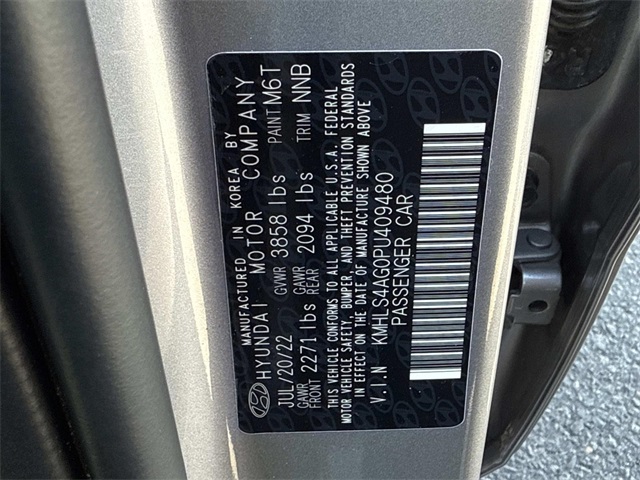 MANUFACTURED IN KOREA BY
HYUNDAI MOTOR COMPANY
JUL/20/22 GVWR 3858 lbs PAINT M6T
GAWR FRONT 2271 lbs GAWR REAR 2094 lbs TRIM NNB
THIS VEHICLE CONFORMS TO ALL APPLICABLE U.S.A. FEDERAL
MOTOR VEHICLE SAFETY, BUMPER, AND THEFT PREVENTION STANDARDS
IN EFFECT ON THE DATE OF MANUFACTURE SHOWN ABOVE
V.I.N KMHLS4AG0PU409480
PASSENGER CAR